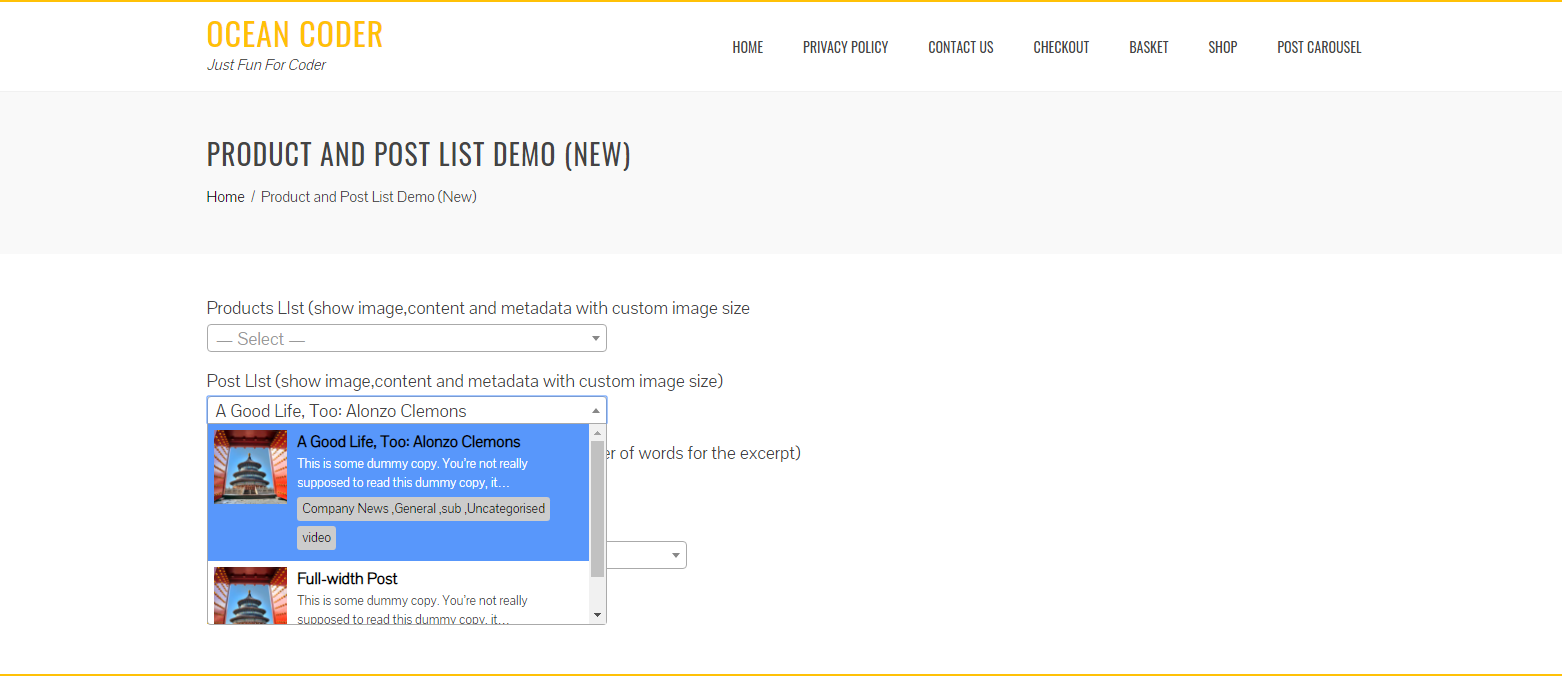 OCEAN CODER
Just Fun For Coder
HOME PRIVACY POLICY CONTACT US CHECKOUT BASKET SHOP POST CAROUSEL
PRODUCT AND POST LIST DEMO (NEW)
Home / Product and Post List Demo (New)
Products LIst (show image,content and metadata with custom image size
— Select —
Post LIst (show image,content and metadata with custom image size)
A Good Life, Too: Alonzo Clemons
A Good Life, Too: Alonzo Clemons
er of words for the excerpt)
This is some dummy copy. You're not really
supposed to read this dummy copy, it…
Company News ,General ,sub ,Uncategorised
video
Full-width Post
This is some dummy copy. You're not really
supposed to read this dummy copy, it…